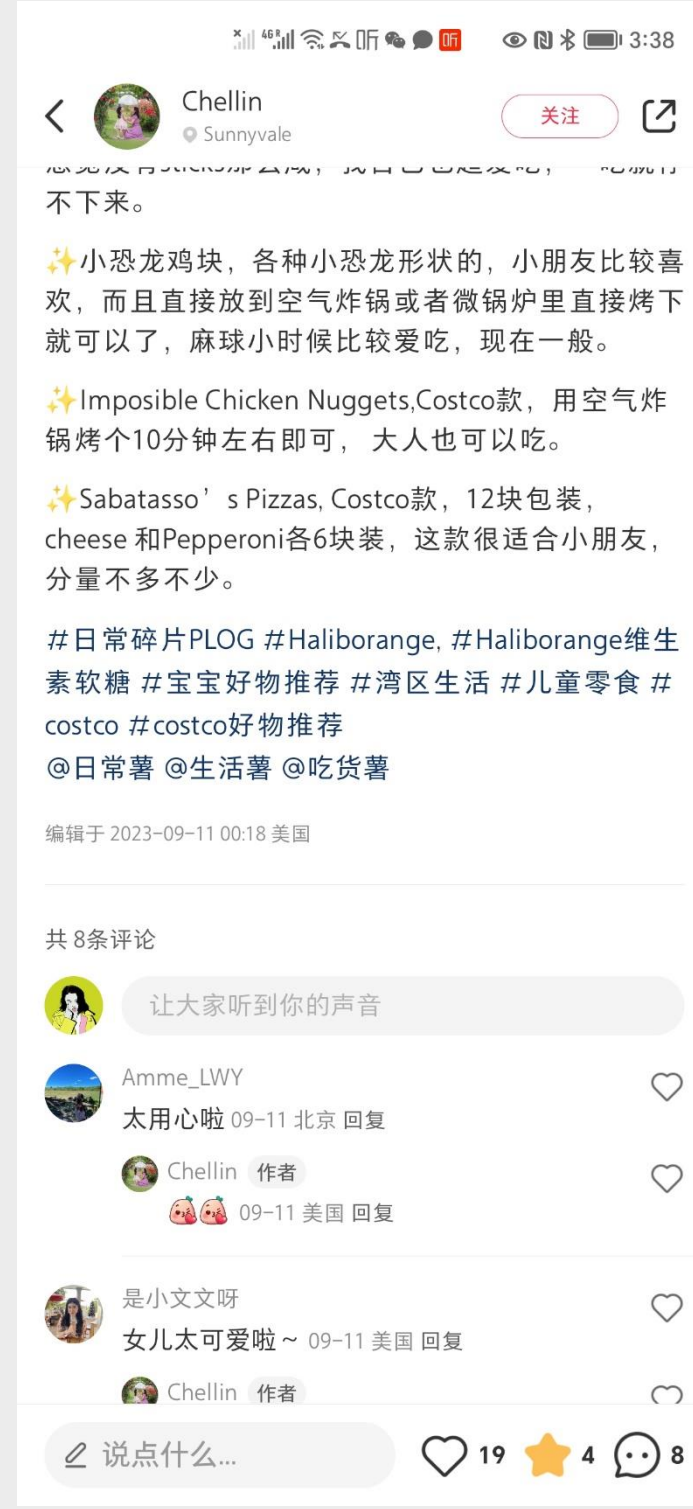 4G R 听 听 3:38
Chellin
Sunnyvale
关注
不下来。
✨小恐龙鸡块，各种小恐龙形状的，小朋友比较喜
欢，而且直接放到空气炸锅或者微锅炉里直接烤下
就可以了，麻球小时候比较爱吃，现在一般。
✨Imposible Chicken Nuggets,Costco款，用空气炸
锅烤个10分钟左右即可， 大人也可以吃。
✨Sabatasso’s Pizzas, Costco款，12块包装，
cheese 和Pepperoni各6块装，这款很适合小朋友，
分量不多不少。
#日常碎片PLOG #Haliborange, #Haliborange维生
素软糖 #宝宝好物推荐 #湾区生活 #儿童零食 #
costco #costco好物推荐
@日常薯 @生活薯 @吃货薯
编辑于 2023-09-11 00:18 美国
共 8条评论
让大家听到你的声音
Amme_LWY
太用心啦 09-11 北京 回复
Chellin 作者
09-11 美国 回复
是小文文呀
女儿太可爱啦～ 09-11 美国 回复
Chellin 作者
说点什么... 19 4 8